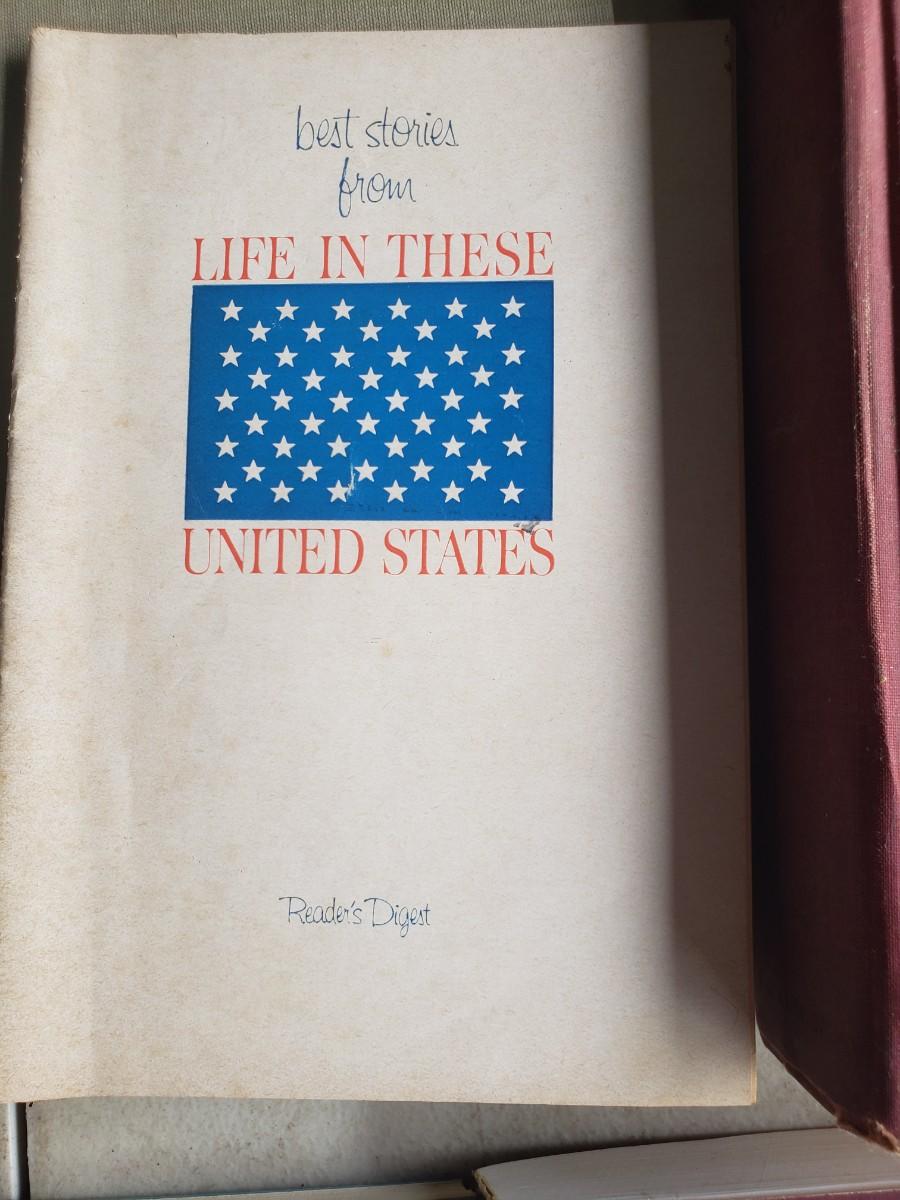 best stories
from
LIFE IN THESE
UNITED STATES
Reader's Digest